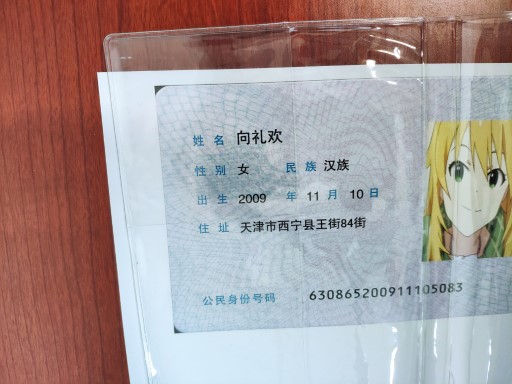 姓名 向礼欢
性别 女 民族 汉族
出生 2009 年 11 月 10 日
住址 天津市西宁县王街84街
公民身份号码 630865200911105083